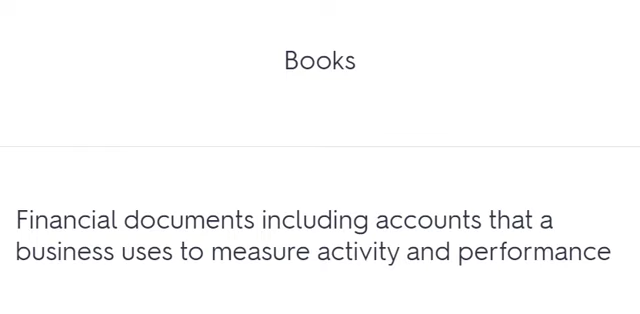 Books
Financial documents including accounts that a
business uses to measure activity and performance